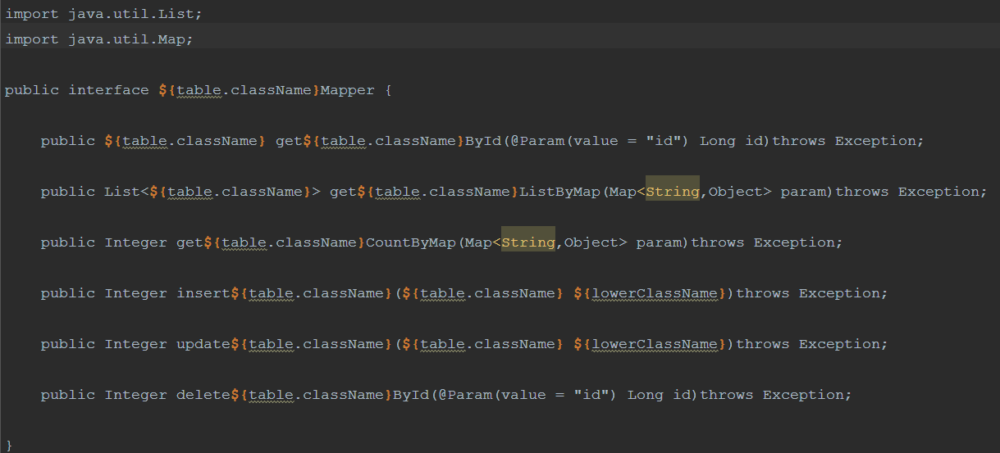 import java.util.List;
import java.util.Map;
public interface ${table.className}Mapper {
public ${table.className} get${table.className}ById(@Param(value = "id") Long id)throws Exception;
public List<${table.className}> get${table.className}ListByMap(Map<String,Object> param)throws Exception;
public Integer get${table.className}CountByMap(Map<String,Object> param)throws Exception;
public Integer insert${table.className}(${table.className} ${lowerClassName})throws Exception;
public Integer update${table.className}(${table.className} ${lowerClassName})throws Exception;
public Integer delete${table.className}ById(@Param(value = "id") Long id)throws Exception;
}